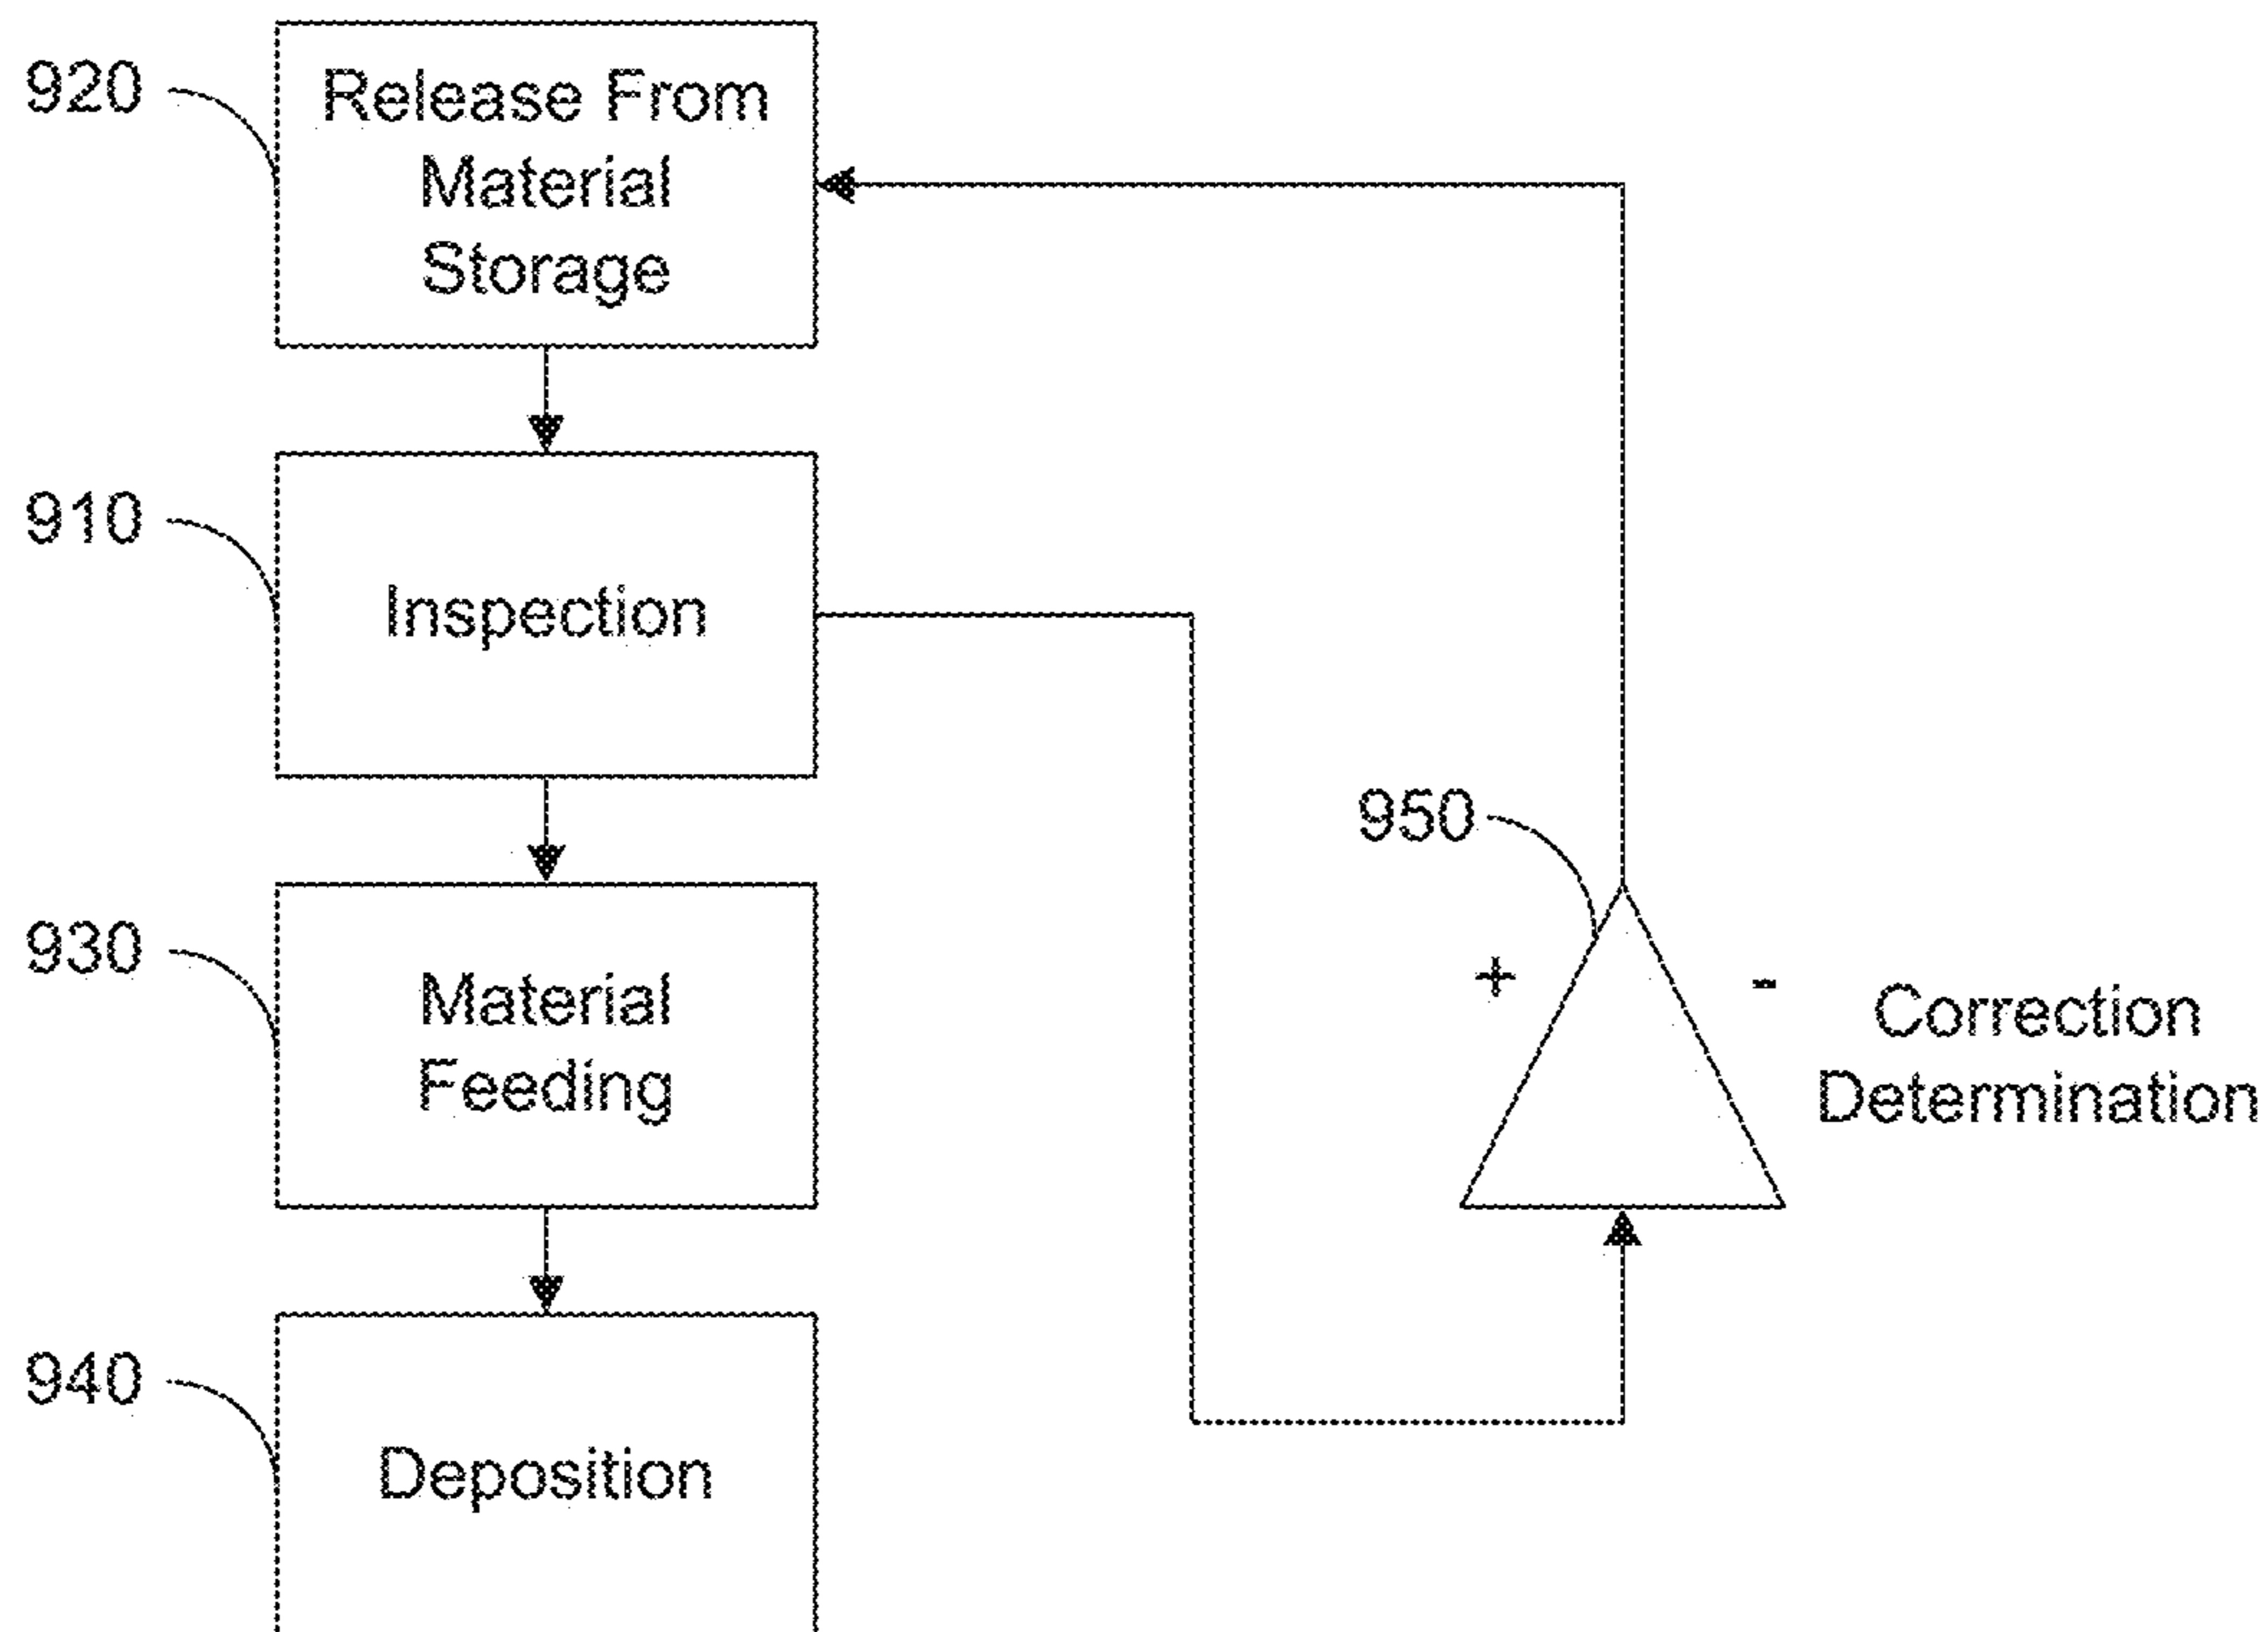 920
Release From
Material
Storage
910
Inspection
950
+
-
Correction
Determination
930
Material
Feeding
940
Deposition